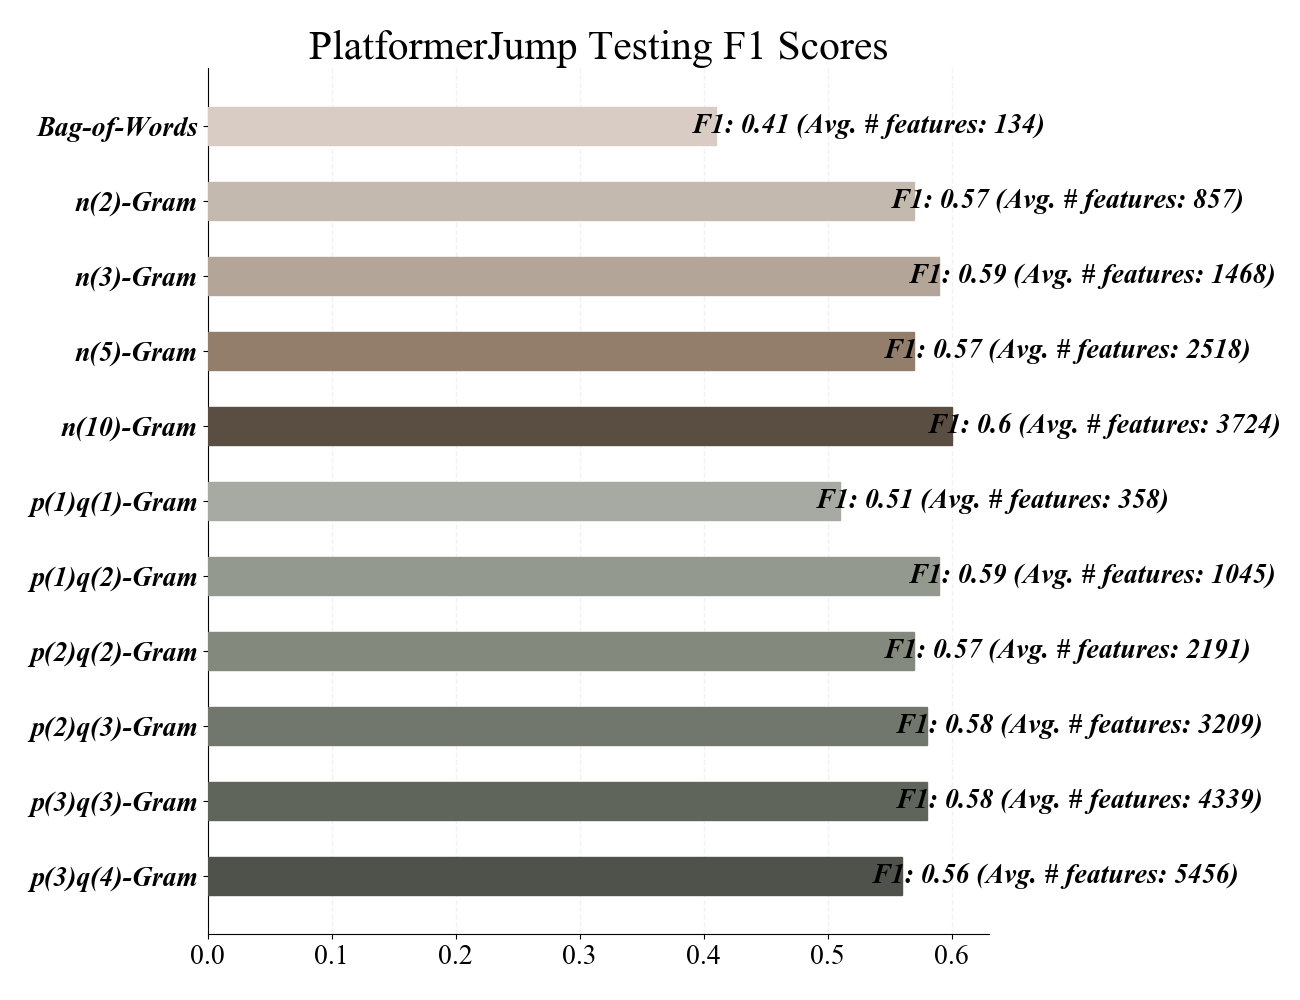 PlatformerJump Testing F1 Scores
Bag-of-Words F1: 0.41 (Avg. # features: 134)
n(2)-Gram F1: 0.57 (Avg. # features: 857)
n(3)-Gram F1: 0.59 (Avg. # features: 1468)
n(5)-Gram F1: 0.57 (Avg. # features: 2518)
n(10)-Gram F1: 0.6 (Avg. # features: 3724)
p(1)q(1)-Gram F1: 0.51 (Avg. # features: 358)
p(1)q(2)-Gram F1: 0.59 (Avg. # features: 1045)
p(2)q(2)-Gram F1: 0.57 (Avg. # features: 2191)
p(2)q(3)-Gram F1: 0.58 (Avg. # features: 3209)
p(3)q(3)-Gram F1: 0.58 (Avg. # features: 4339)
p(3)q(4)-Gram F1: 0.56 (Avg. # features: 5456)
0.0 0.1 0.2 0.3 0.4 0.5 0.6